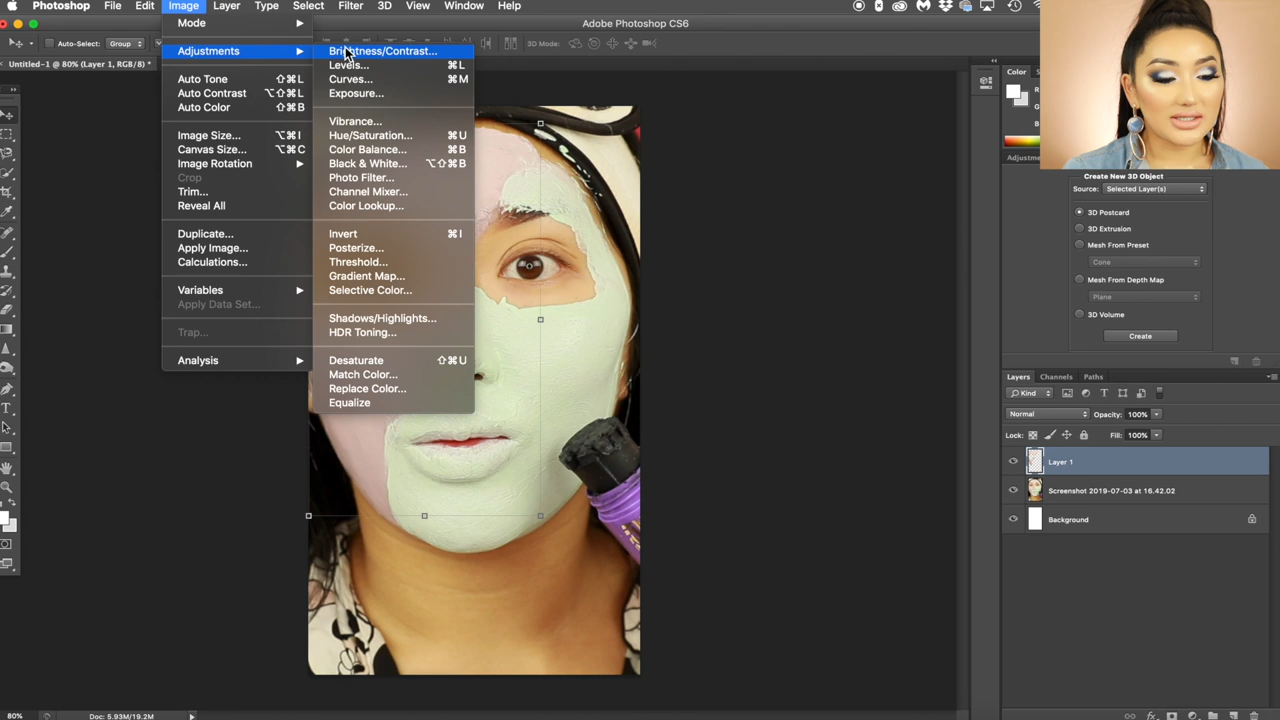 Photoshop File Edit Image Layer Type Select Filter 3D View Window Help
Adobe Photoshop CS6
Auto-Select: Group
3D Mode:
Untitled-1 @ 80% (Layer 1, RGB/8) *
Mode
Adjustments
Auto Tone ⇧⌘L
Auto Contrast ⌥⇧⌘L
Auto Color ⇧⌘B
Image Size... ⌥⌘I
Canvas Size... ⌥⌘C
Image Rotation
Crop
Trim...
Reveal All
Duplicate...
Apply Image...
Calculations...
Variables
Apply Data Set...
Trap...
Analysis
Brightness/Contrast...
Levels... ⌘L
Curves... ⌘M
Exposure...
Vibrance...
Hue/Saturation... ⌘U
Color Balance... ⌘B
Black & White... ⌥⇧⌘B
Photo Filter...
Channel Mixer...
Color Lookup...
Invert ⌘I
Posterize...
Threshold...
Gradient Map...
Selective Color...
Shadows/Highlights...
HDR Toning...
Desaturate ⇧⌘U
Match Color...
Replace Color...
Equalize
Color
Create New 3D Object
Source: Selected Layer(s)
3D Postcard
3D Extrusion
Mesh From Preset
Cone
Mesh From Depth Map
Plane
3D Volume
Create
Layers Channels Paths
Kind
Normal Opacity: 100%
Lock: Fill: 100%
Layer 1
Screenshot 2019-07-03 at 16.42.02
Background
80% Doc: 5.93M/19.2M